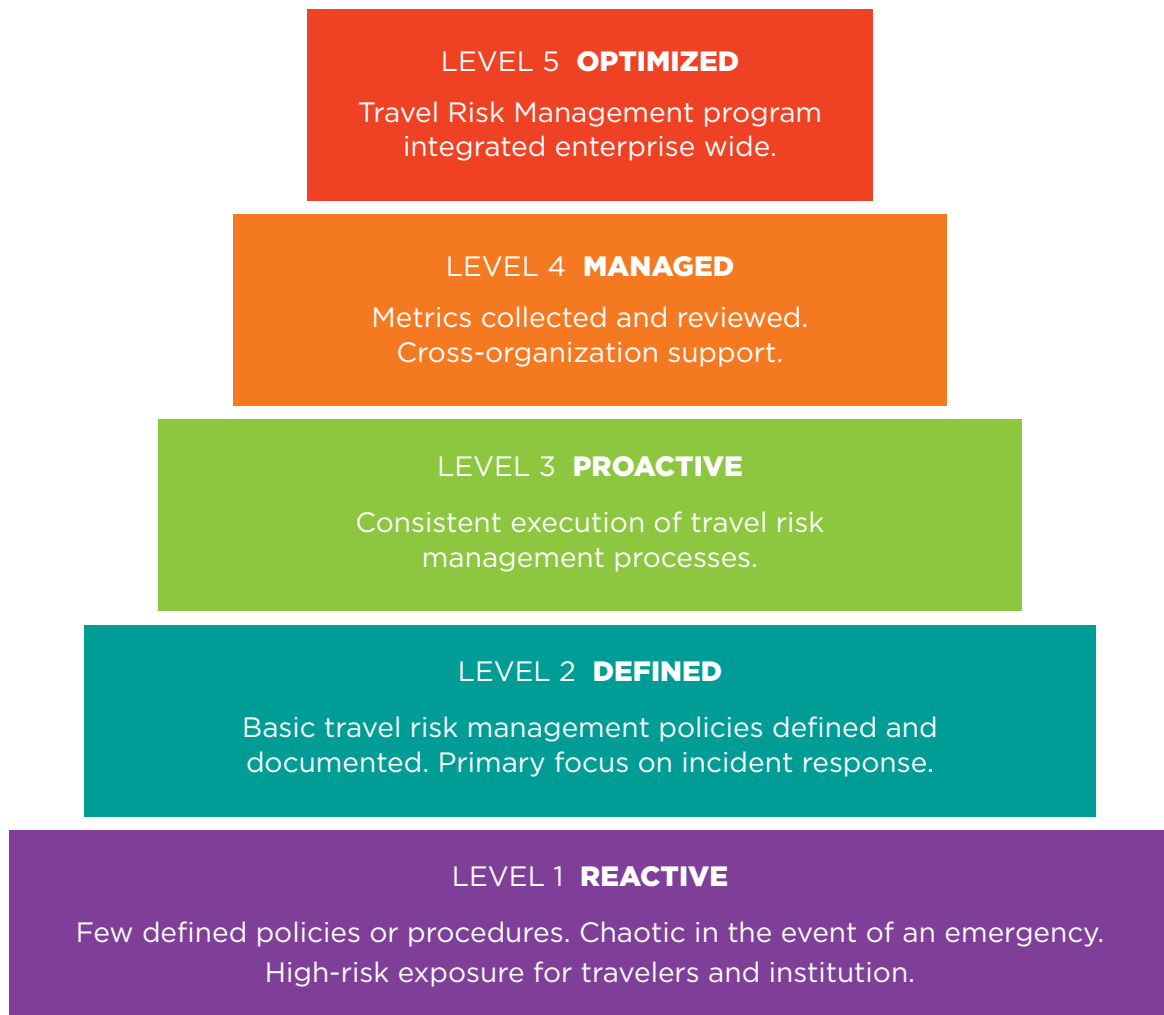 LEVEL 5 OPTIMIZED
Travel Risk Management program
integrated enterprise wide.
LEVEL 4 MANAGED
Metrics collected and reviewed.
Cross-organization support.
LEVEL 3 PROACTIVE
Consistent execution of travel risk
management processes.
LEVEL 2 DEFINED
Basic travel risk management policies defined and
documented. Primary focus on incident response.
LEVEL 1 REACTIVE
Few defined policies or procedures. Chaotic in the event of an emergency.
High-risk exposure for travelers and institution.